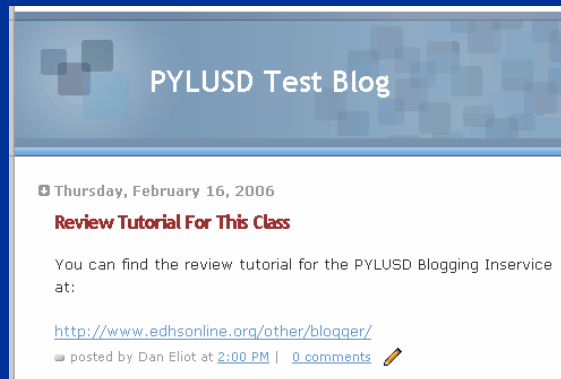 PYLUSD Test Blog
Thursday, February 16, 2006
Review Tutorial For This Class
You can find the review tutorial for the PYLUSD Blogging Inservice
at:
http://www.edhsonline.org/other/blogger/
posted by Dan Eliot at 2:00 PM | 0 comments